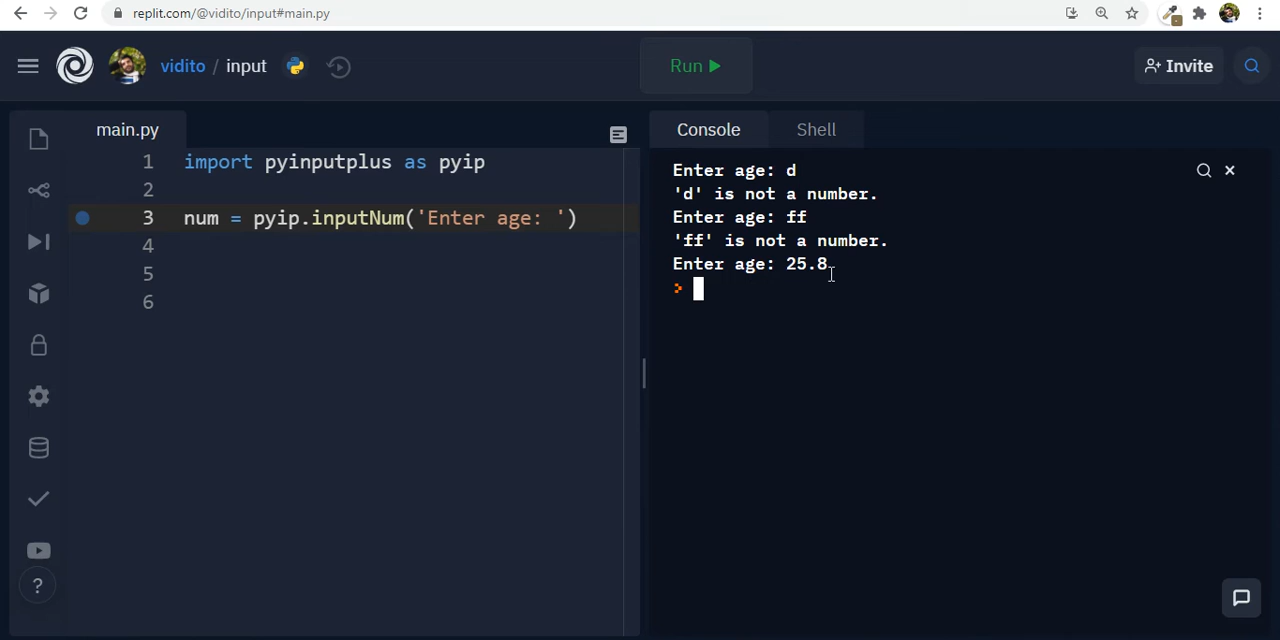 replit.com/@vidito/input#main.py
vidito / input
Run
Invite
main.py
Console
Shell
1 import pyinputplus as pyip
2
3 num = pyip.inputNum('Enter age: ')
4
5
6
Enter age: d
'd' is not a number.
Enter age: ff
'ff' is not a number.
Enter age: 25.8
>
?